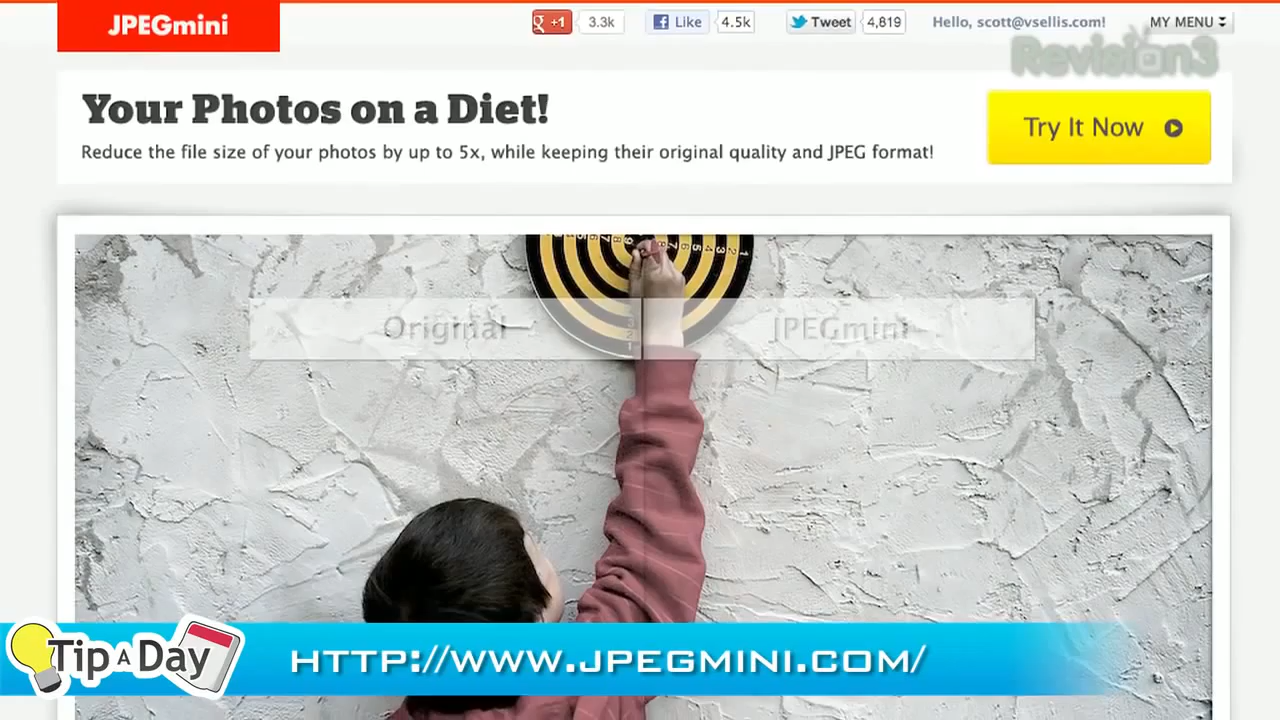 JPEGmini
+1 3.3k Like 4.5k Tweet 4,819 Hello, scott@vsellis.com! MY MENU
Revision3
Your Photos on a Diet!
Try It Now
Reduce the file size of your photos by up to 5x, while keeping their original quality and JPEG format!
Original JPEGmini
Tip A Day
HTTP://WWW.JPEGMINI.COM/